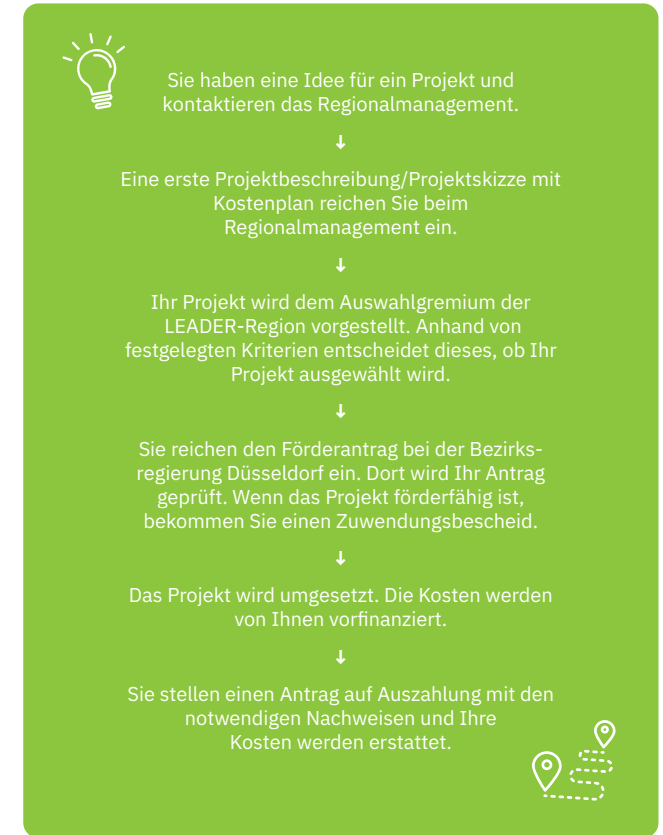 Sie haben eine Idee für ein Projekt und
kontaktieren das Regionalmanagement.
↓
Eine erste Projektbeschreibung/Projektskizze mit
Kostenplan reichen Sie beim
Regionalmanagement ein.
↓
Ihr Projekt wird dem Auswahlgremium der
LEADER-Region vorgestellt. Anhand von
festgelegten Kriterien entscheidet dieses, ob Ihr
Projekt ausgewählt wird.
↓
Sie reichen den Förderantrag bei der Bezirks-
regierung Düsseldorf ein. Dort wird Ihr Antrag
geprüft. Wenn das Projekt förderfähig ist,
bekommen Sie einen Zuwendungsbescheid.
↓
Das Projekt wird umgesetzt. Die Kosten werden
von Ihnen vorfinanziert.
↓
Sie stellen einen Antrag auf Auszahlung mit den
notwendigen Nachweisen und Ihre
Kosten werden erstattet.